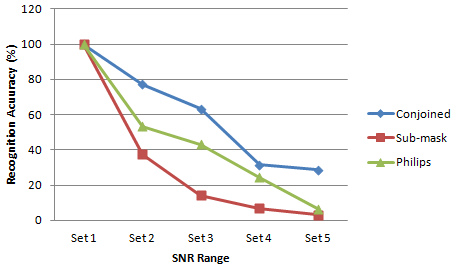 120
100
80
60
40
20
0
Recognition Acuuracy (%)
Set 1 Set 2 Set 3 Set 4 Set 5
SNR Range
Conjoined
Sub-mask
Philips